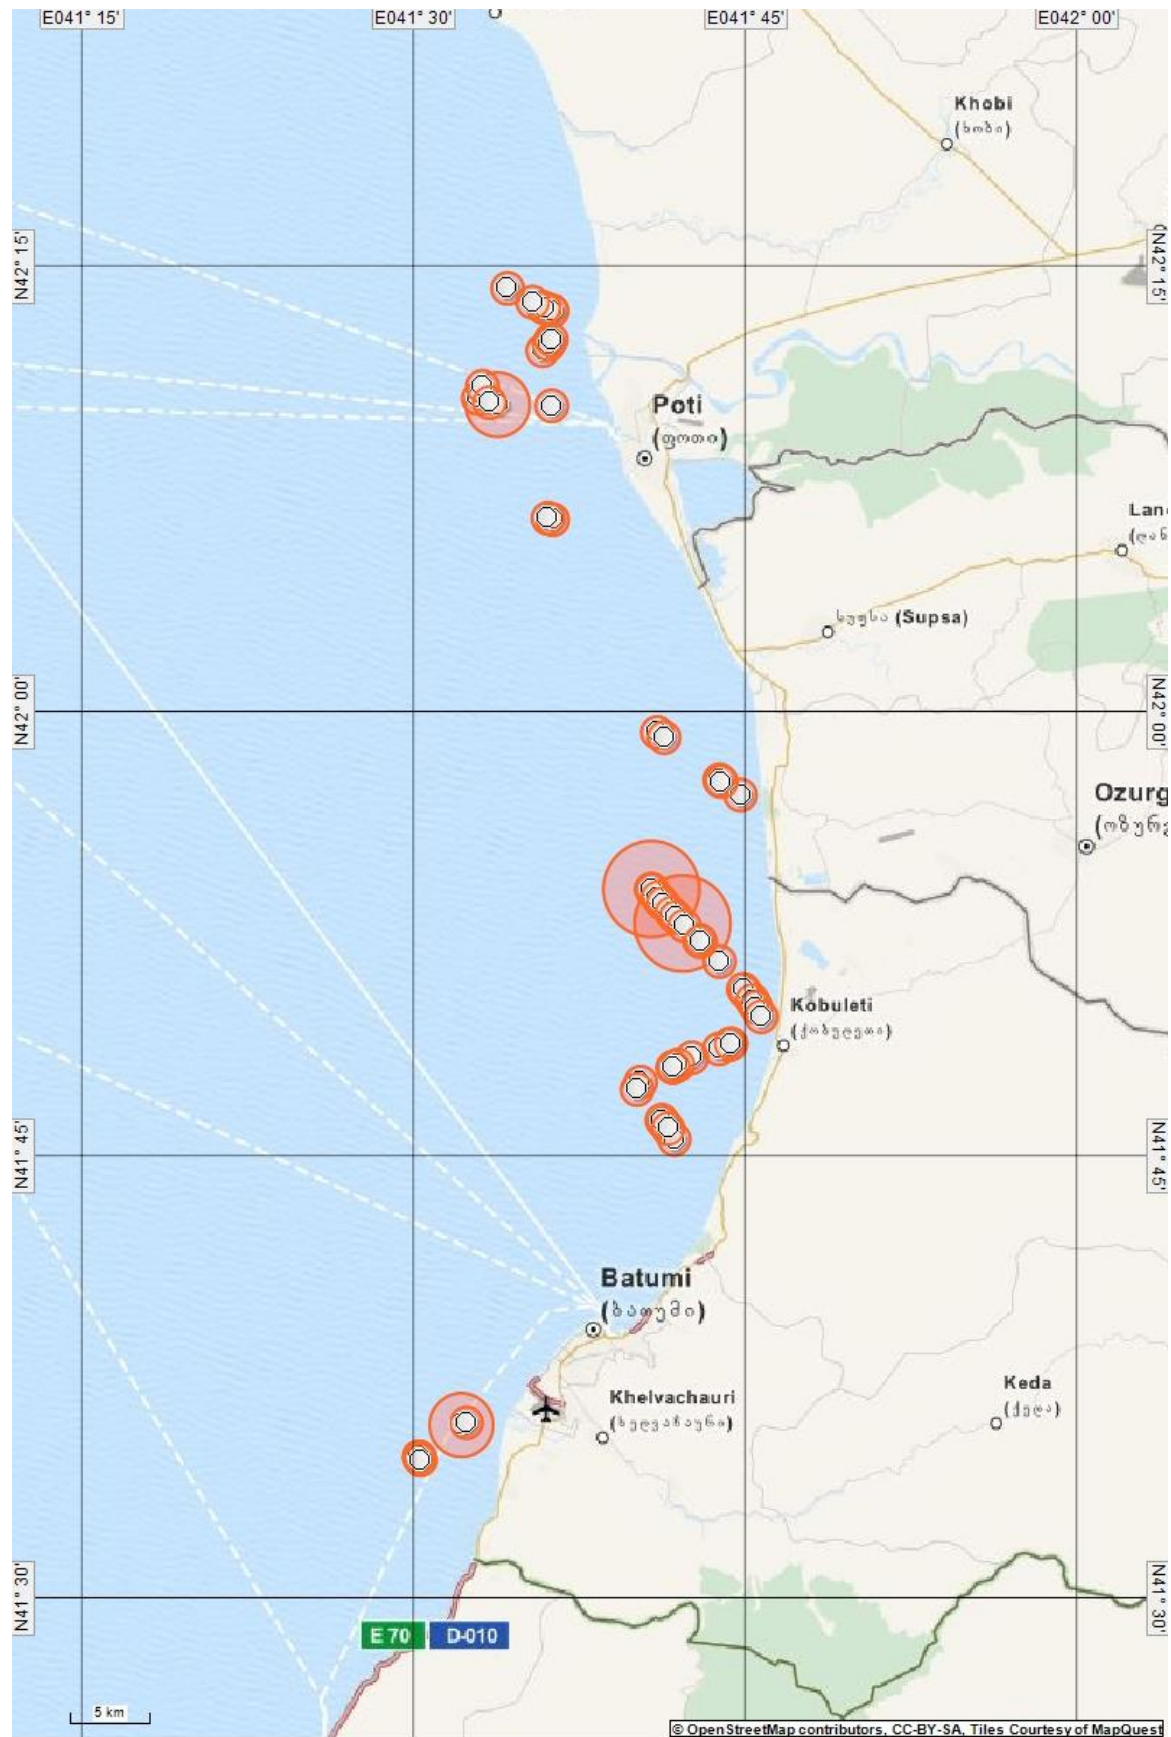 E041° 15'
E041° 30'
E041° 45'
E042° 00'
Khobi
(ხობი)
N42° 15'
N42° 15'
Poti
(ფოთი)
სუფსა (Supsa)
N42° 00'
N42° 00'
Ozurg
Kobuleti
(ქობულეთი)
N41° 45'
N41° 45'
Batumi
(ბათუმი)
Khelvachauri
(ხელვაჩაური)
Keda
(ქედა)
N41° 30'
N41° 30'
E 70
D-010
5 km
© OpenStreetMap contributors, CC-BY-SA, Tiles Courtesy of MapQuest